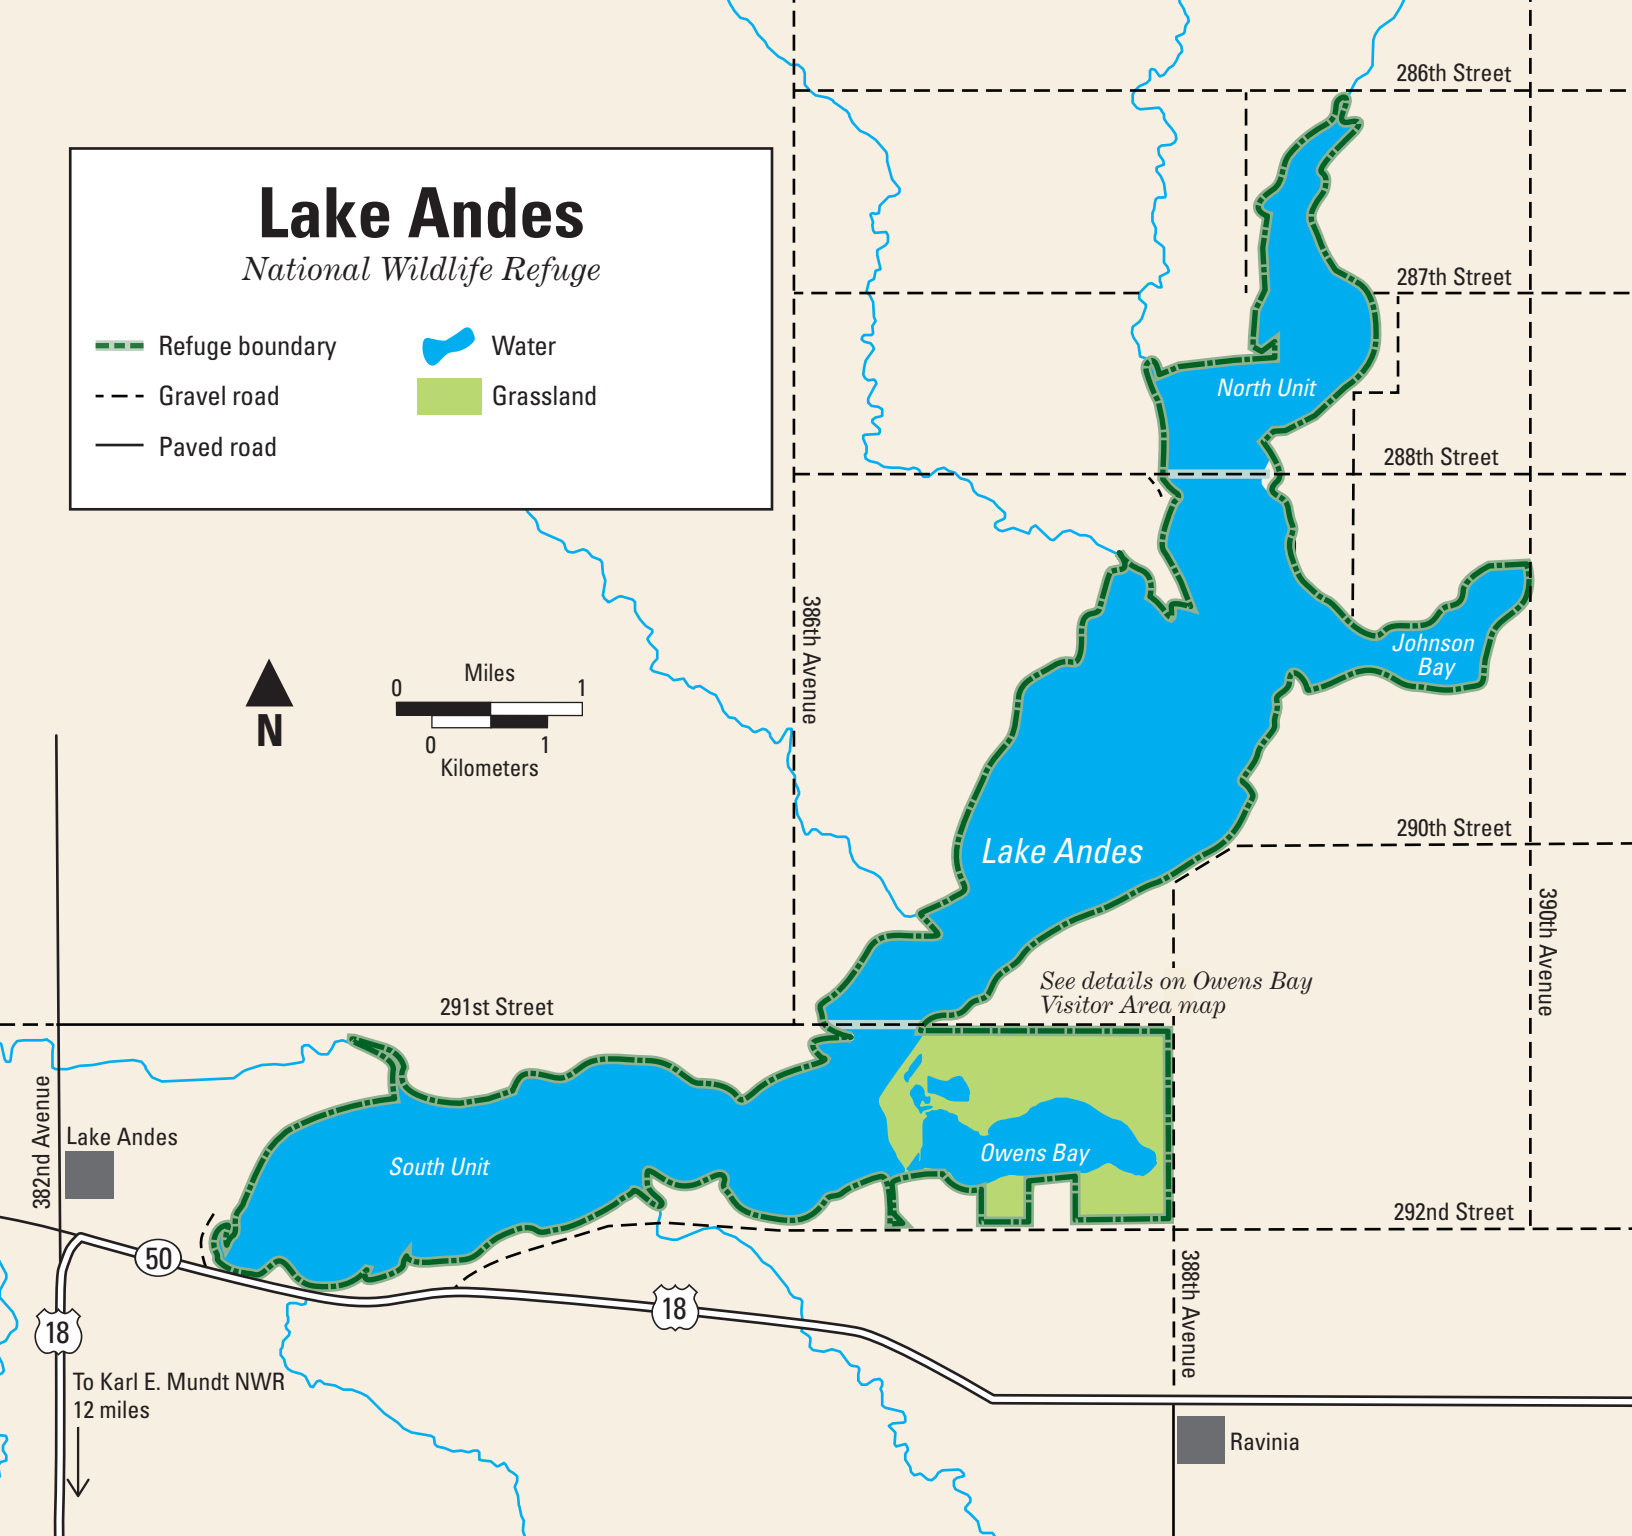 Lake Andes
National Wildlife Refuge
Refuge boundary
Water
Gravel road
Grassland
Paved road
286th Street
287th Street
North Unit
288th Street
386th Avenue
Johnson
Bay
Miles
0 1
0 1
Kilometers
N
Lake Andes
290th Street
390th Avenue
See details on Owens Bay
Visitor Area map
291st Street
382nd Avenue
Lake Andes
South Unit
Owens Bay
292nd Street
50
388th Avenue
18
18
To Karl E. Mundt NWR
12 miles
Ravinia